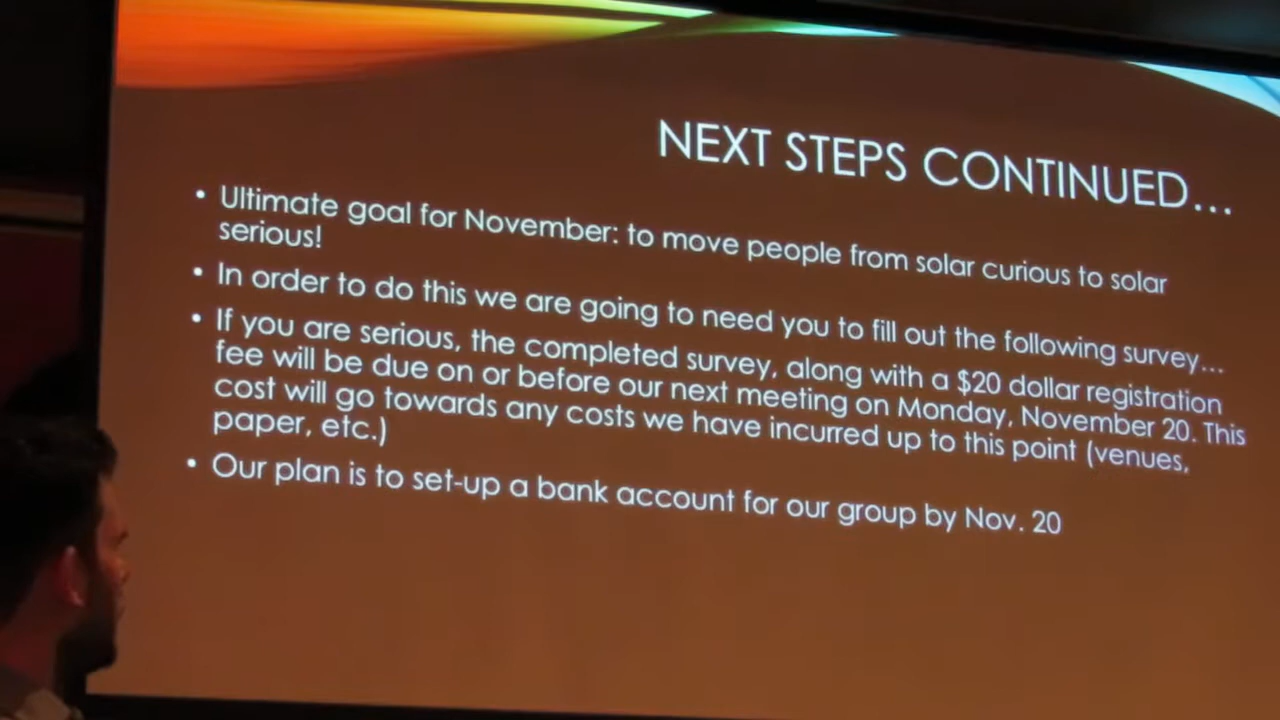 NEXT STEPS CONTINUED...
• Ultimate goal for November: to move people from solar curious to solar
serious!
• In order to do this we are going to need you to fill out the following survey...
• If you are serious, the completed survey, along with a $20 dollar registration
fee will be due on or before our next meeting on Monday, November 20. This
cost will go towards any costs we have incurred up to this point (venues,
paper, etc.)
• Our plan is to set-up a bank account for our group by Nov. 20